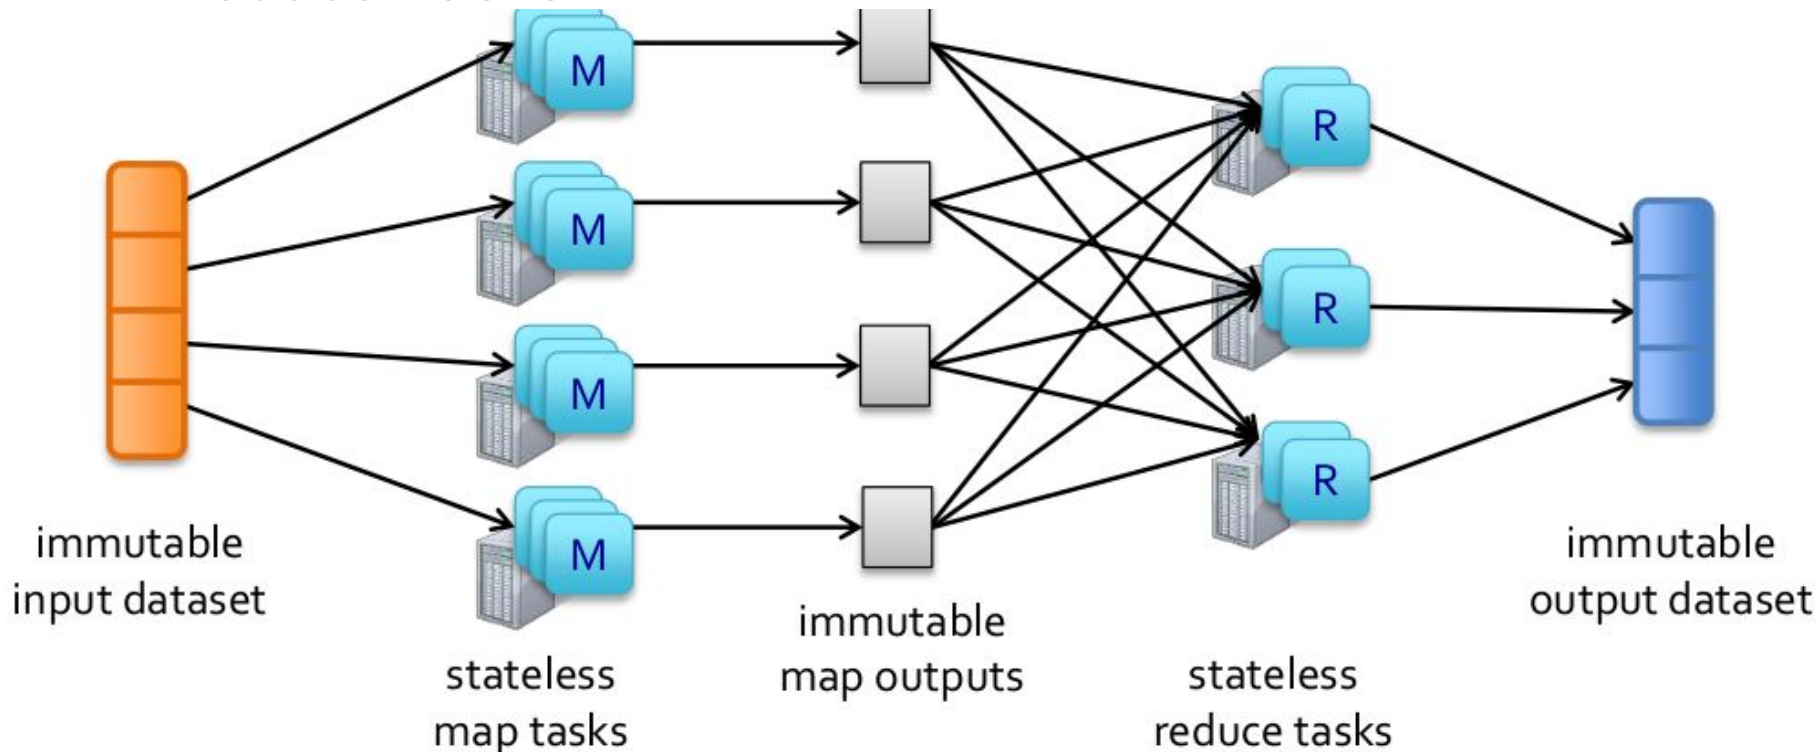 M
M
M
M
R
R
R
immutable
input dataset
stateless
map tasks
immutable
map outputs
stateless
reduce tasks
immutable
output dataset